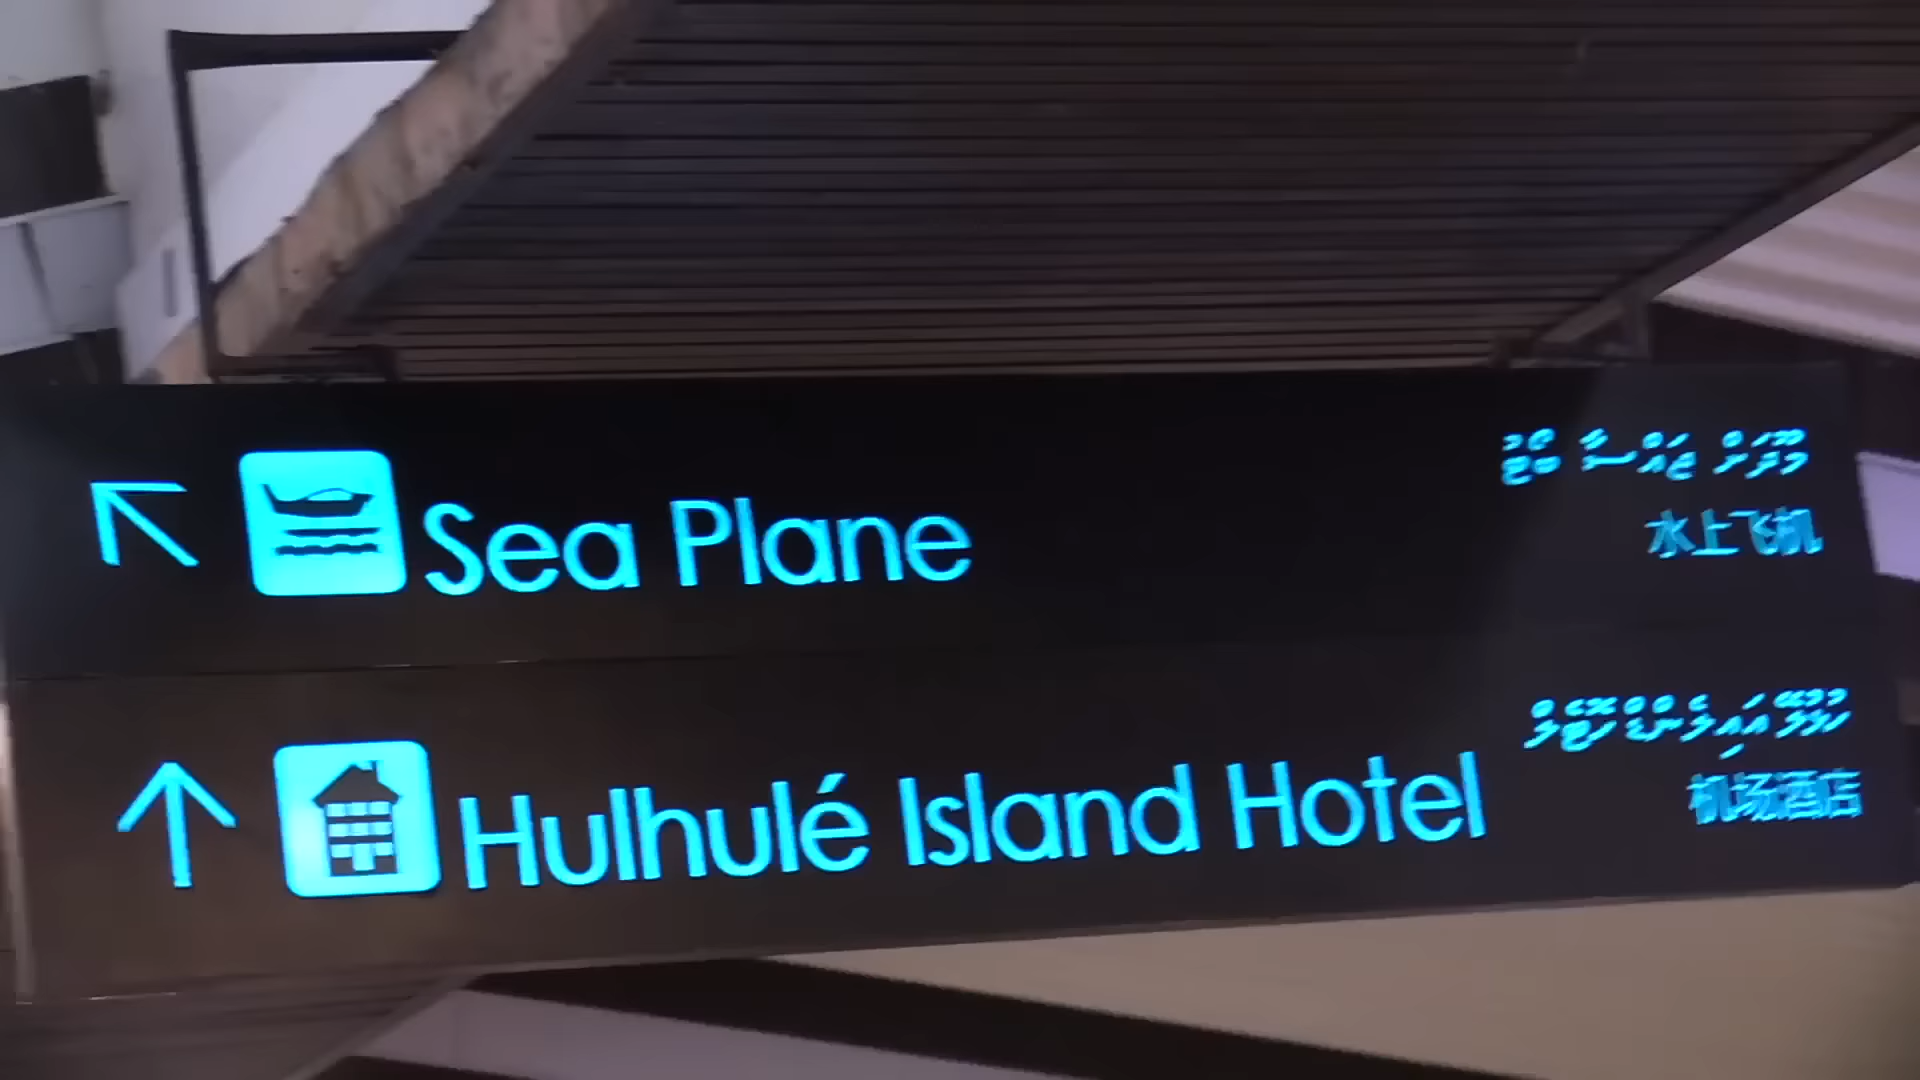 Sea Plane
މޫދަށް ޖައްސާ ބޯޓު
水上飞机
Hulhulé Island Hotel
ހުޅުލޭ އައިލެންޑް ހޮޓެލް
机场酒店